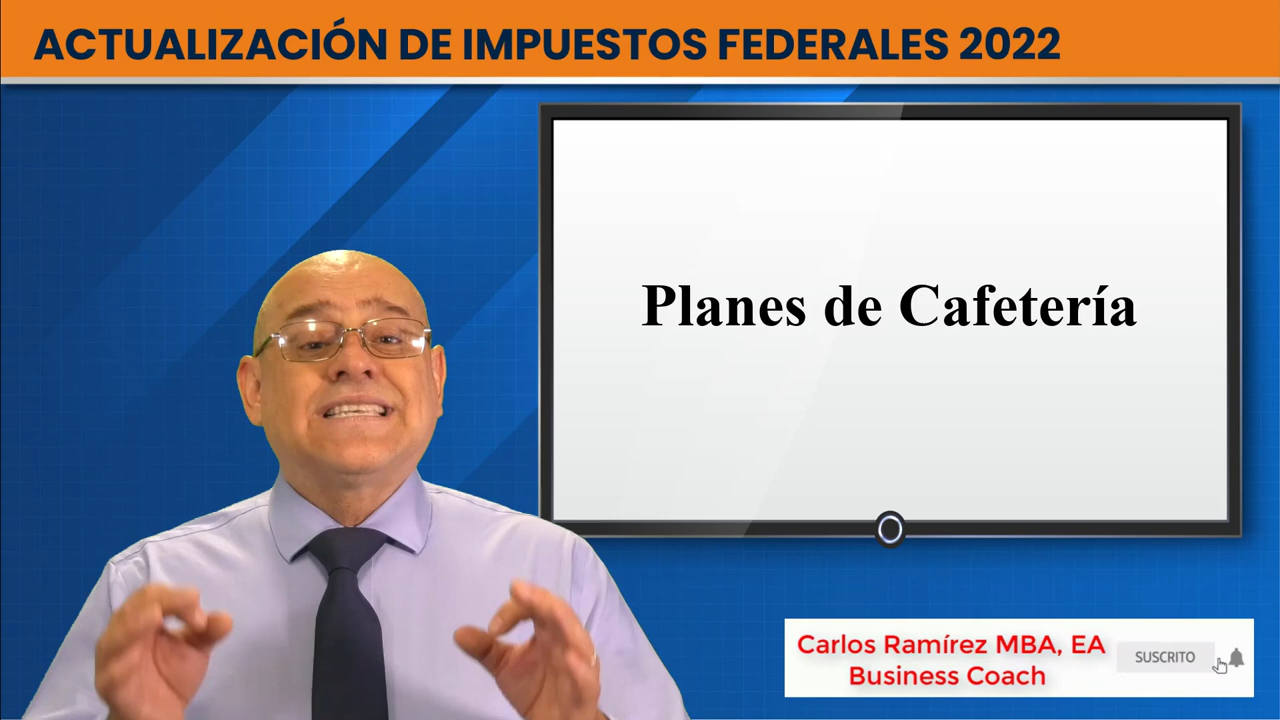 ACTUALIZACIÓN DE IMPUESTOS FEDERALES 2022
Planes de Cafetería
Carlos Ramírez MBA, EA
Business Coach
SUSCRITO